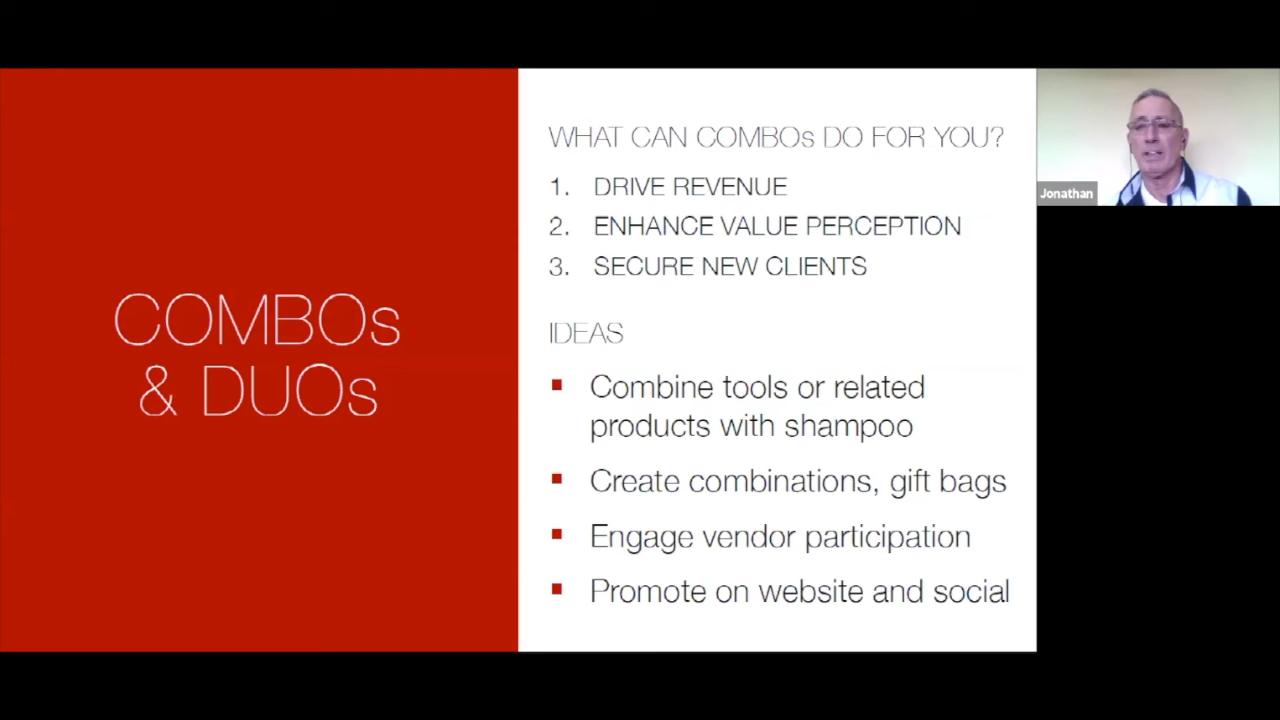 COMBOs
& DUOs
WHAT CAN COMBOs DO FOR YOU?
1. DRIVE REVENUE
2. ENHANCE VALUE PERCEPTION
3. SECURE NEW CLIENTS
IDEAS
▪ Combine tools or related
products with shampoo
▪ Create combinations, gift bags
▪ Engage vendor participation
▪ Promote on website and social
Jonathan